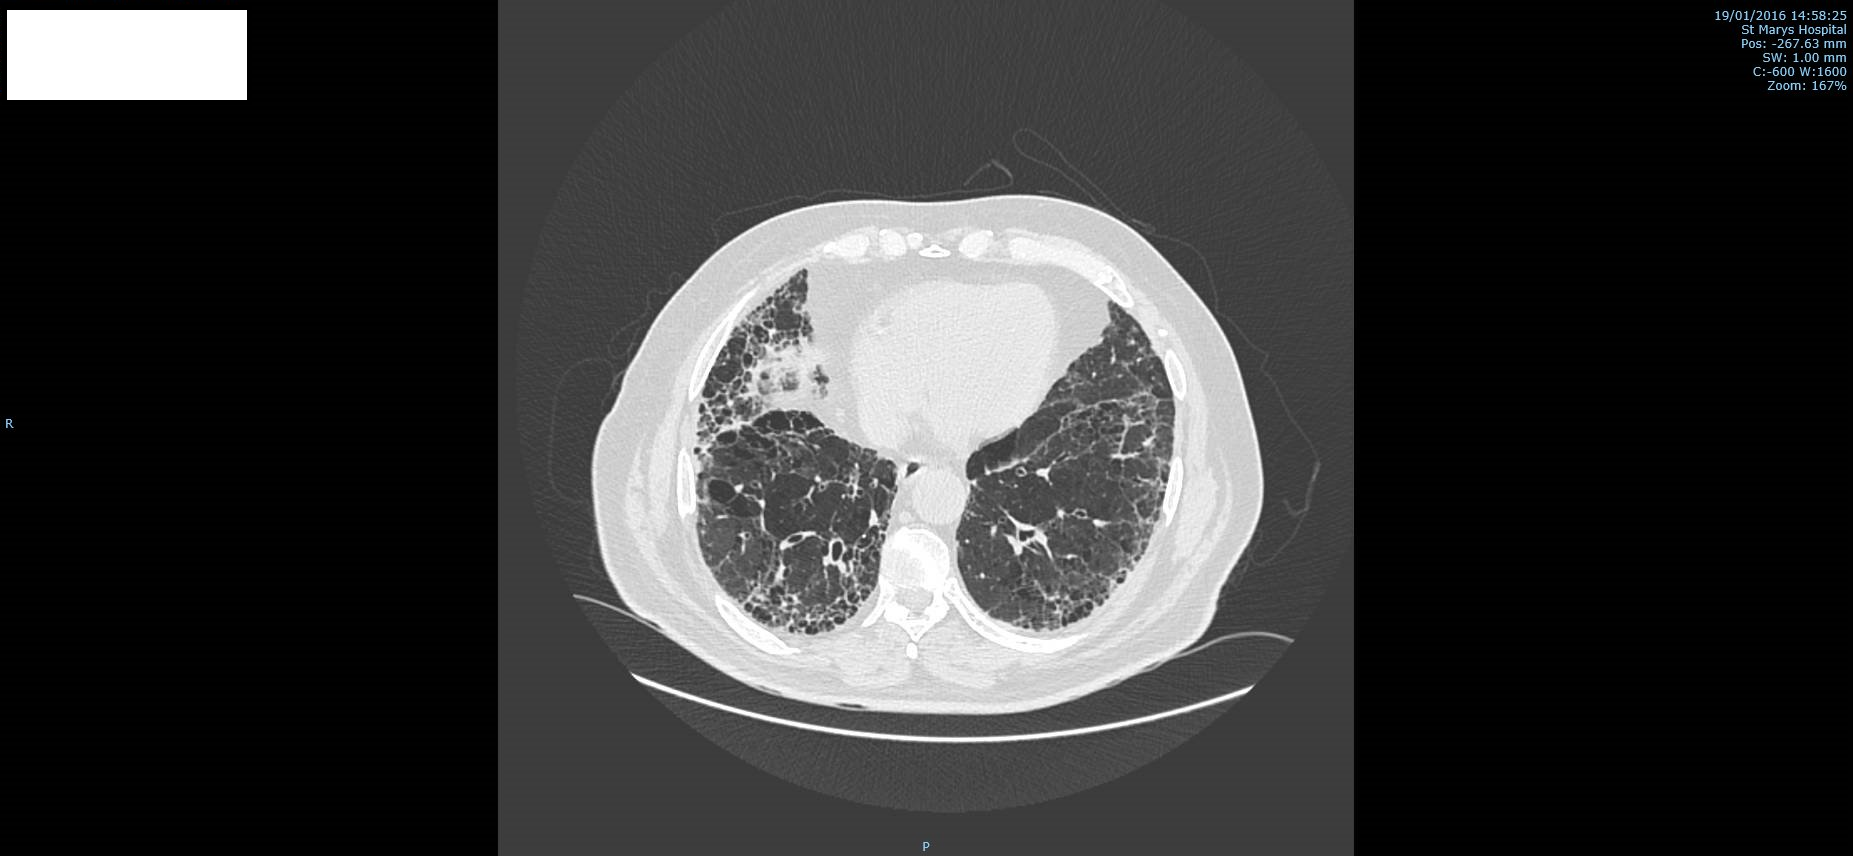 19/01/2016 14:58:25
St Marys Hospital
Pos: -267.63 mm
SW: 1.00 mm
C:-600 W:1600
Zoom: 167%
R
P